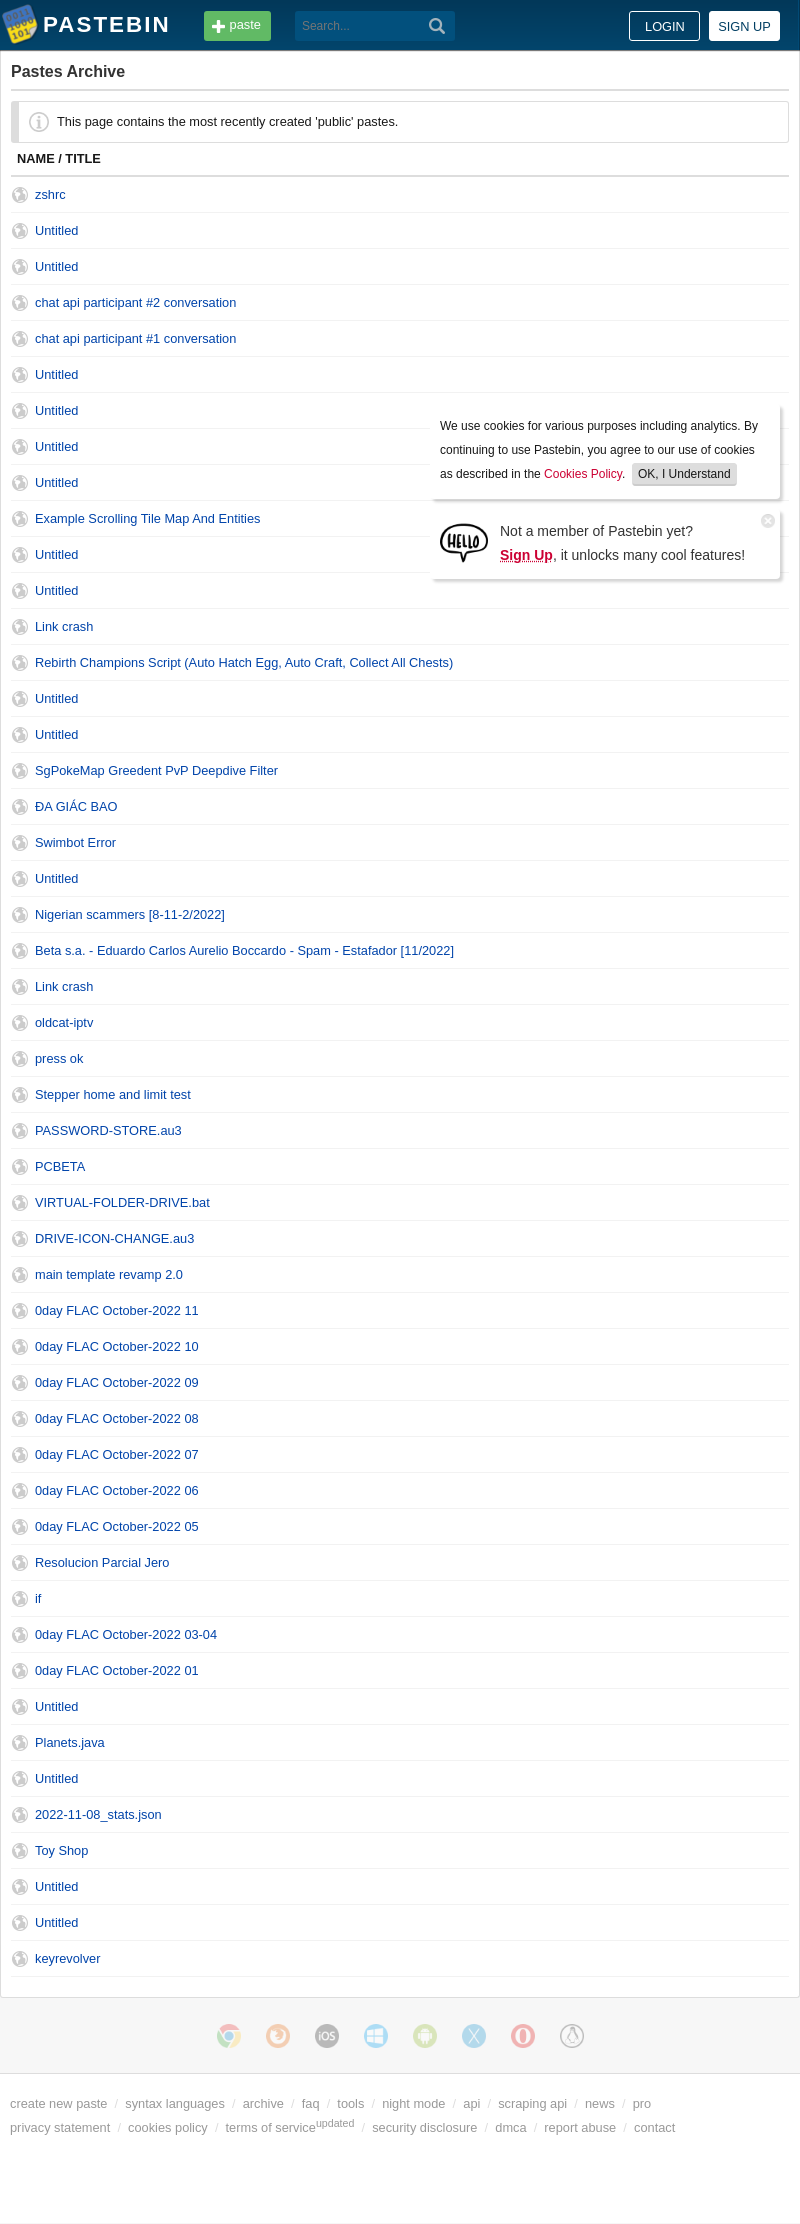 PASTEBIN
paste
Search...
LOGIN
SIGN UP
Pastes Archive
This page contains the most recently created 'public' pastes.
NAME / TITLE
zshrc
Untitled
Untitled
chat api participant #2 conversation
chat api participant #1 conversation
Untitled
Untitled
Untitled
Untitled
Example Scrolling Tile Map And Entities
Untitled
Untitled
We use cookies for various purposes including analytics. By
continuing to use Pastebin, you agree to our use of cookies
as described in the Cookies Policy. OK, I Understand
HELLO
Not a member of Pastebin yet?
Sign Up, it unlocks many cool features!
Link crash
Rebirth Champions Script (Auto Hatch Egg, Auto Craft, Collect All Chests)
Untitled
Untitled
SgPokeMap Greedent PvP Deepdive Filter
ĐA GIÁC BAO
Swimbot Error
Untitled
Nigerian scammers [8-11-2/2022]
Beta s.a. - Eduardo Carlos Aurelio Boccardo - Spam - Estafador [11/2022]
Link crash
oldcat-iptv
press ok
Stepper home and limit test
PASSWORD-STORE.au3
PCBETA
VIRTUAL-FOLDER-DRIVE.bat
DRIVE-ICON-CHANGE.au3
main template revamp 2.0
0day FLAC October-2022 11
0day FLAC October-2022 10
0day FLAC October-2022 09
0day FLAC October-2022 08
0day FLAC October-2022 07
0day FLAC October-2022 06
0day FLAC October-2022 05
Resolucion Parcial Jero
if
0day FLAC October-2022 03-04
0day FLAC October-2022 01
Untitled
Planets.java
Untitled
2022-11-08_stats.json
Toy Shop
Untitled
Untitled
keyrevolver
iOS
create new paste / syntax languages / archive / faq / tools / night mode / api / scraping api / news / pro
privacy statement / cookies policy / terms of serviceupdated / security disclosure / dmca / report abuse / contact